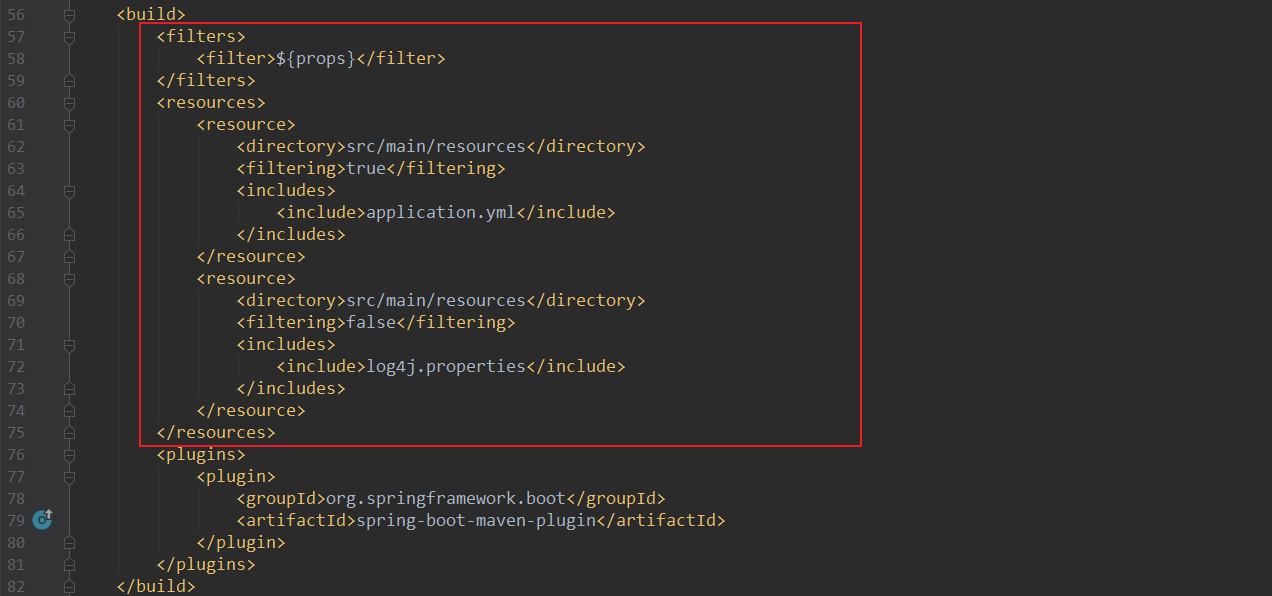 56 <build>
57 <filters>
58 <filter>${props}</filter>
59 </filters>
60 <resources>
61 <resource>
62 <directory>src/main/resources</directory>
63 <filtering>true</filtering>
64 <includes>
65 <include>application.yml</include>
66 </includes>
67 </resource>
68 <resource>
69 <directory>src/main/resources</directory>
70 <filtering>false</filtering>
71 <includes>
72 <include>log4j.properties</include>
73 </includes>
74 </resource>
75 </resources>
76 <plugins>
77 <plugin>
78 <groupId>org.springframework.boot</groupId>
79 <artifactId>spring-boot-maven-plugin</artifactId>
80 </plugin>
81 </plugins>
82 </build>